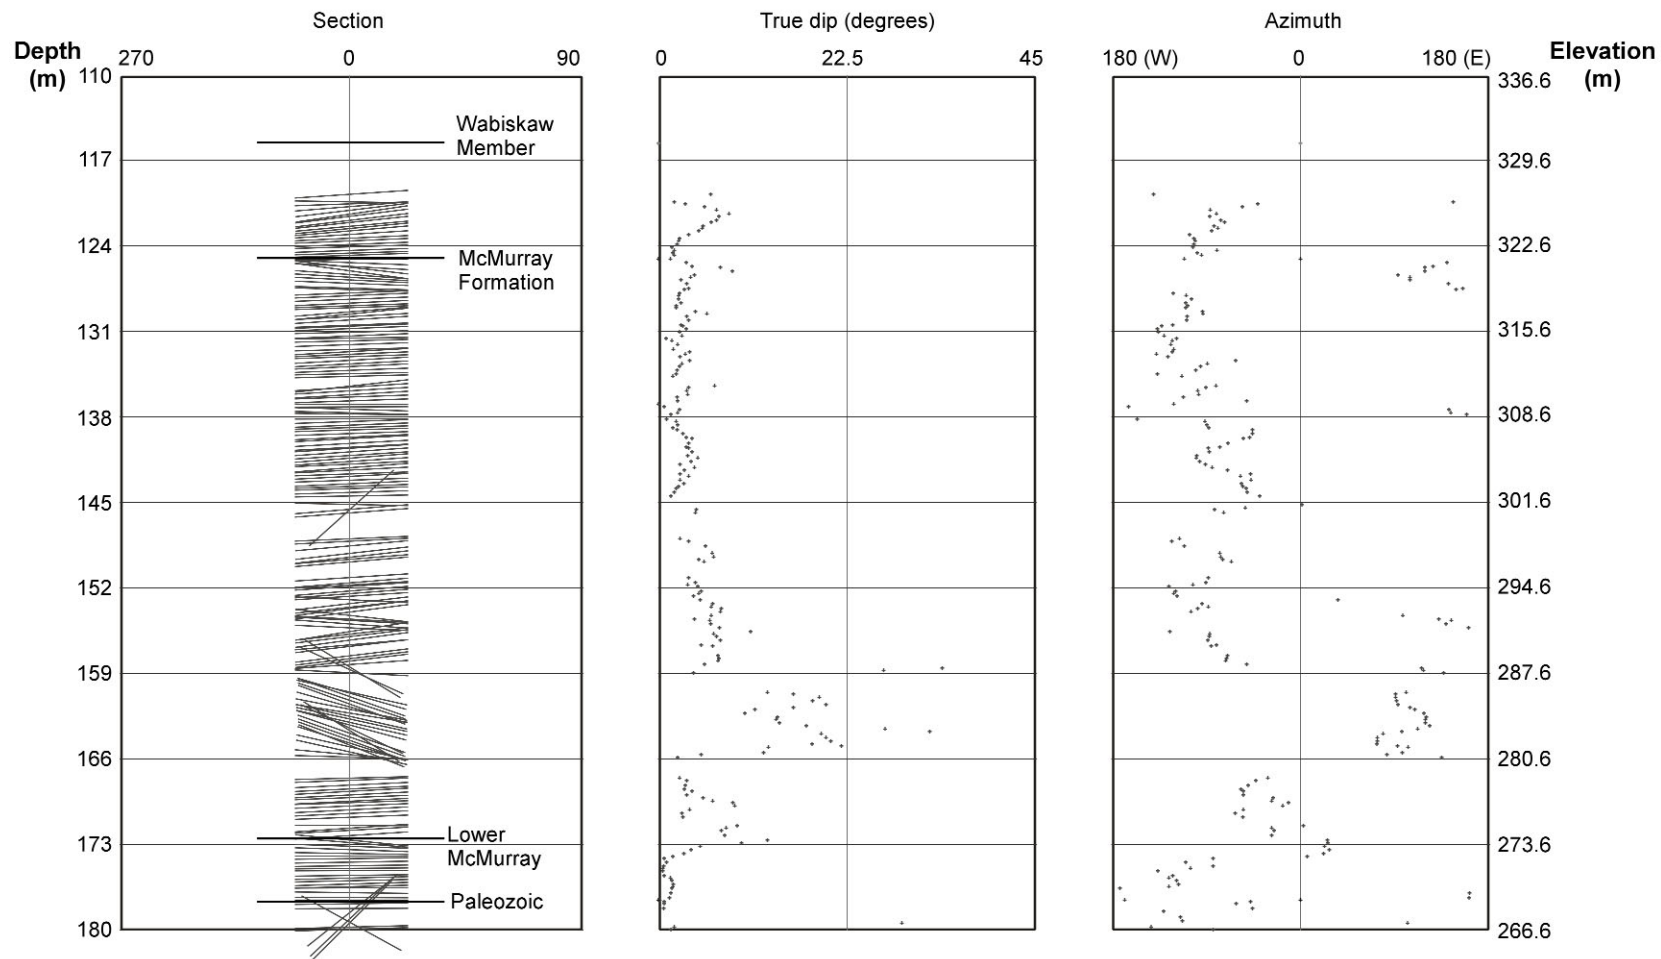 Section
True dip (degrees)
Azimuth
Depth
(m)
270
0
90
0
22.5
45
180 (W)
0
180 (E)
Elevation
(m)
110
336.6
Wabiskaw
Member
117
329.6
124
322.6
McMurray
Formation
131
315.6
138
308.6
145
301.6
152
294.6
159
287.6
166
280.6
Lower
McMurray
173
273.6
Paleozoic
180
266.6